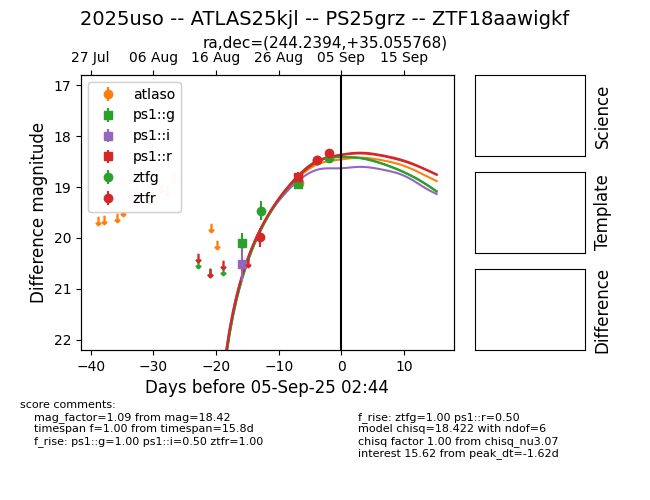 2025uso -- ATLAS25kjl -- PS25grz -- ZTF18aawigkf
ra,dec=(244.2394,+35.055768)
27 Jul 06 Aug 16 Aug 26 Aug 05 Sep 15 Sep
17
18
19
20
21
22
Difference magnitude
atlaso
ps1::g
ps1::i
ps1::r
ztfg
ztfr
−40 −30 −20 −10 0 10
Days before 05-Sep-25 02:44
Science
Template
Difference
score comments:
mag_factor=1.09 from mag=18.42
timespan f=1.00 from timespan=15.8d
f_rise: ps1::g=1.00 ps1::i=0.50 ztfr=1.00
f_rise: ztfg=1.00 ps1::r=0.50
model chisq=18.422 with ndof=6
chisq factor 1.00 from chisq_nu3.07
interest 15.62 from peak_dt=-1.62d